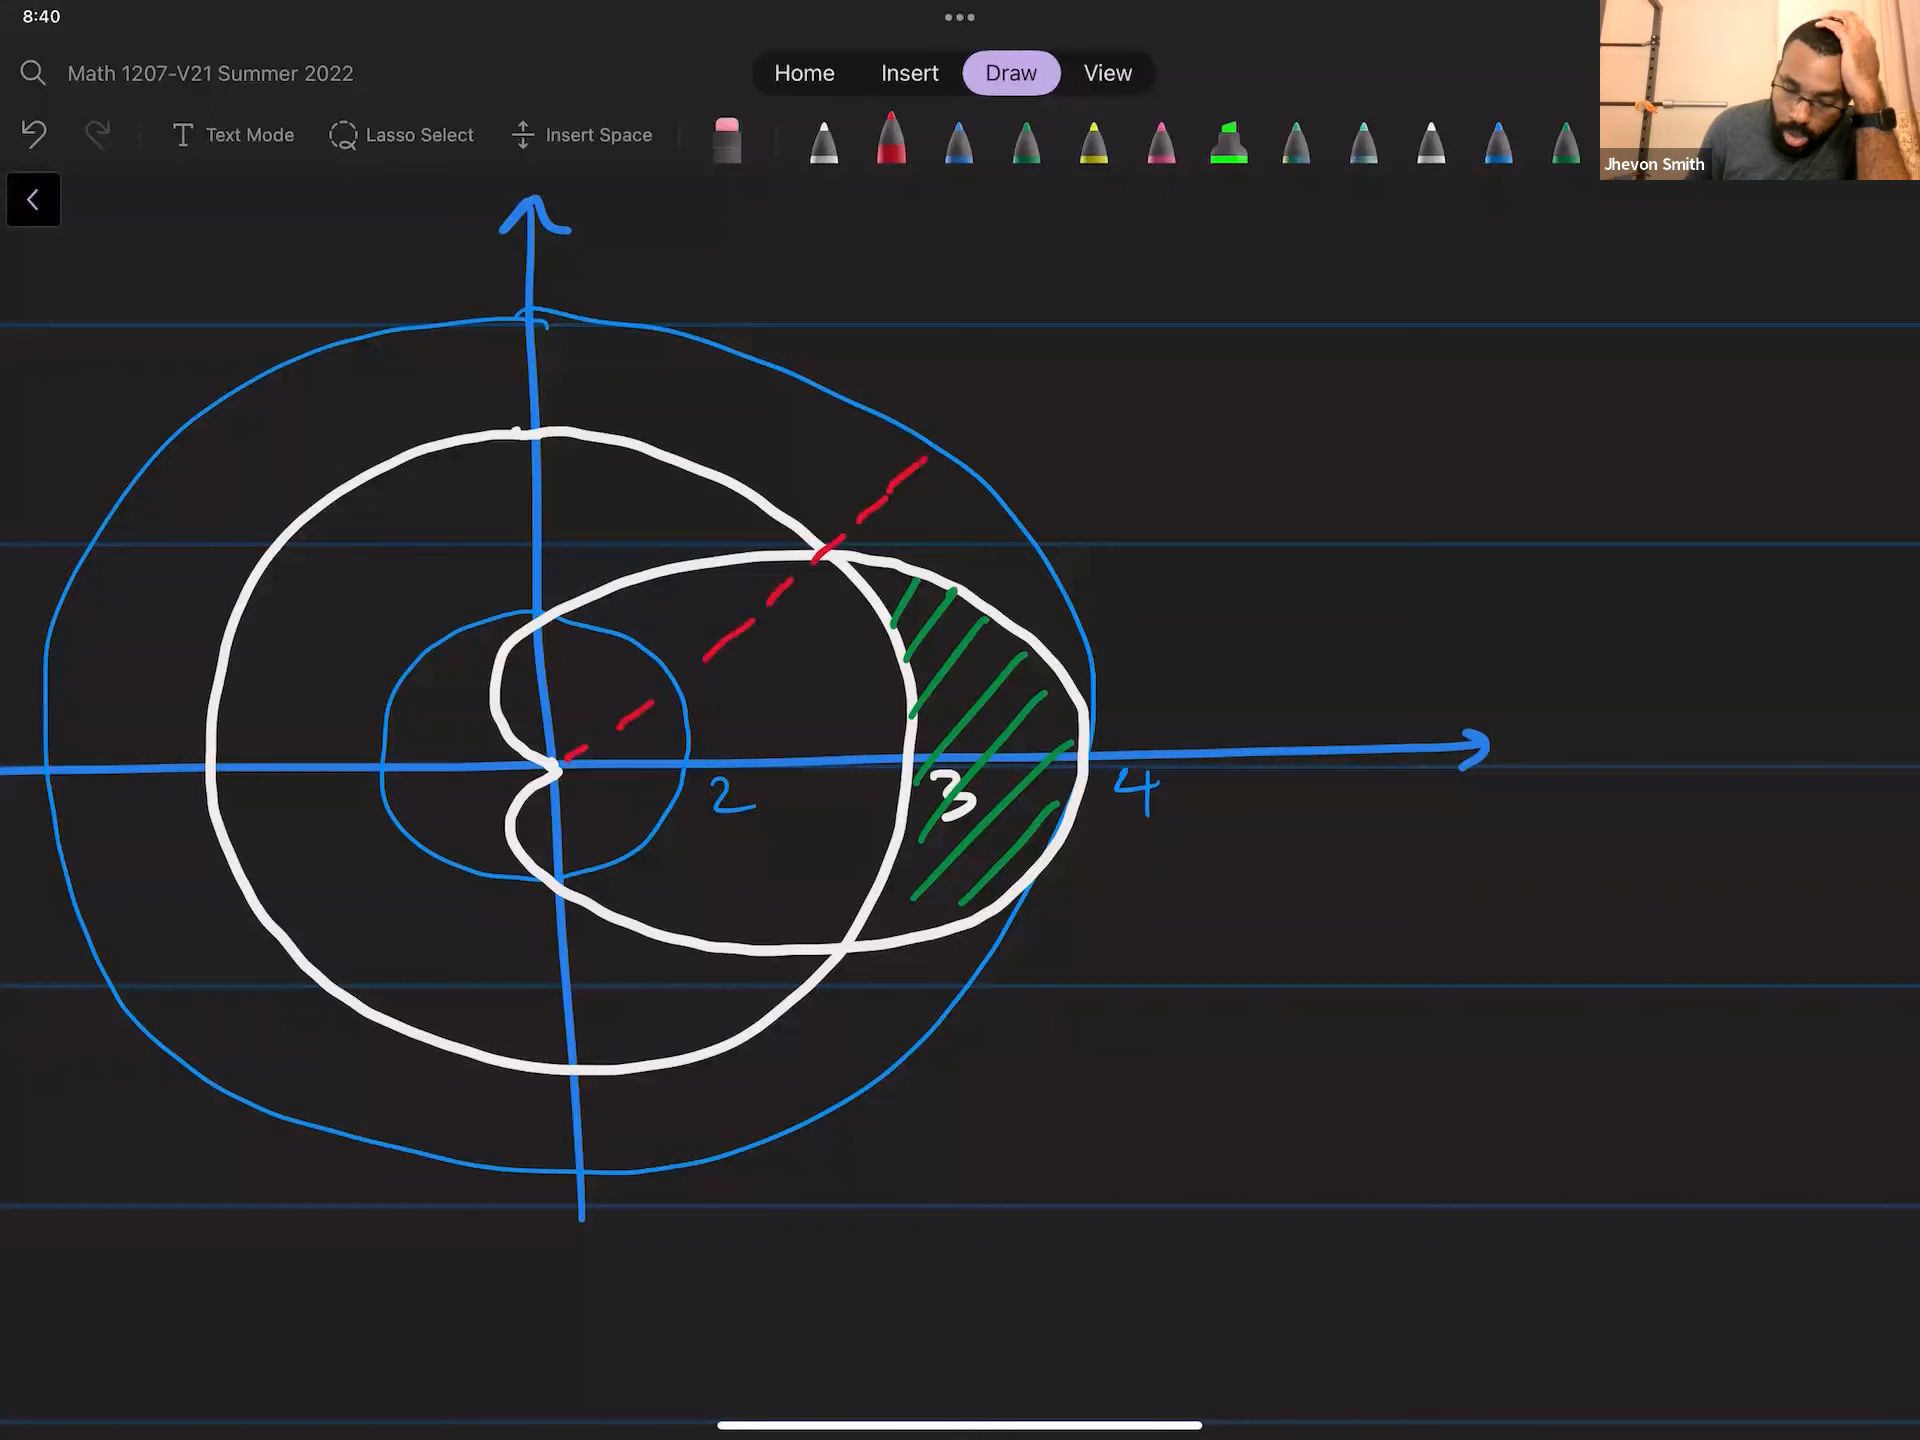 8:40
Math 1207-V21 Summer 2022
Home Insert Draw View
Text Mode Lasso Select Insert Space
Jhevon Smith
2 3 4